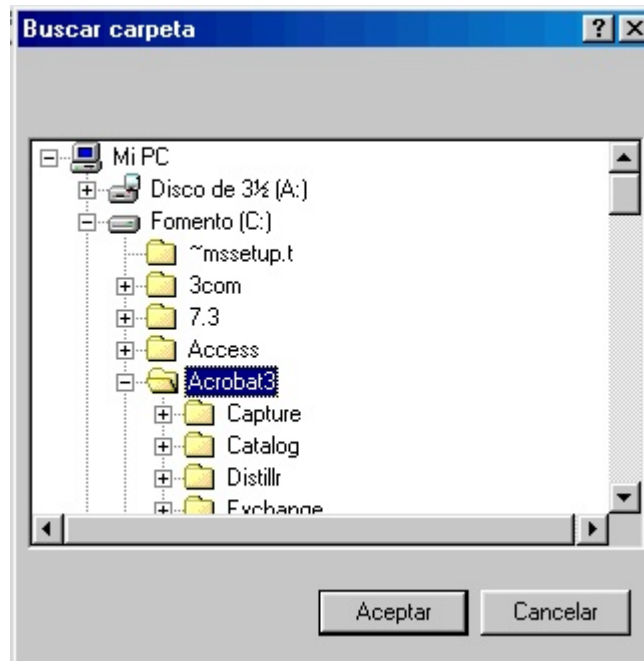 Buscar carpeta
Mi PC
Disco de 3½ (A:)
Fomento (C:)
~mssetup.t
3com
7.3
Access
Acrobat3
Capture
Catalog
Distillr
Exchange
Aceptar
Cancelar